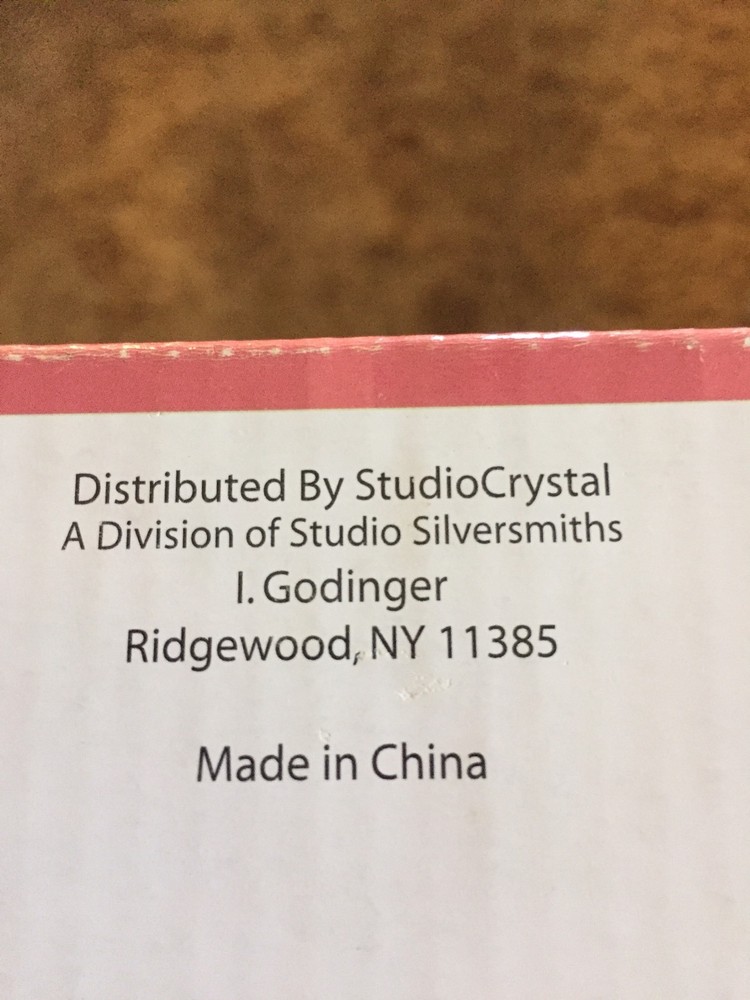 Distributed By StudioCrystal
A Division of Studio Silversmiths
I. Godinger
Ridgewood, NY 11385
Made in China